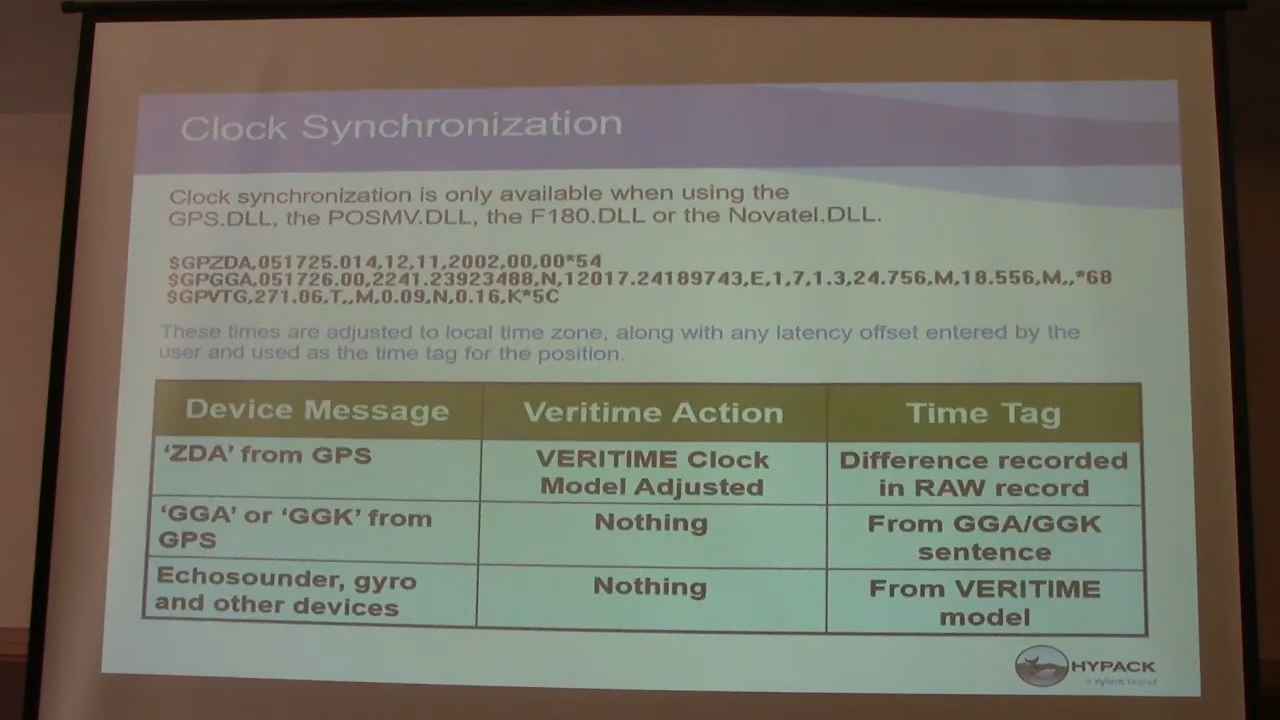 Clock Synchronization
Clock synchronization is only available when using the
GPS.DLL, the POSMV.DLL, the F180.DLL or the Novatel.DLL.
$GPZDA,051725.014,12,11,2002,00,00*54
$GPGGA,051726.00,2241.23923488,N,12017.24189743,E,1,7,1.3,24.756,M,18.556,M,,*68
$GPVTG,271.06,T,,M,0.09,N,0.16,K*5C
These times are adjusted to local time zone, along with any latency offset entered by the
user and used as the time tag for the position.
Device Message Veritime Action Time Tag
‘ZDA’ from GPS VERITIME Clock Difference recorded
Model Adjusted in RAW record
‘GGA’ or ‘GGK’ from Nothing From GGA/GGK
GPS sentence
Echosounder, gyro Nothing From VERITIME
and other devices model
HYPACK
a xylem brand